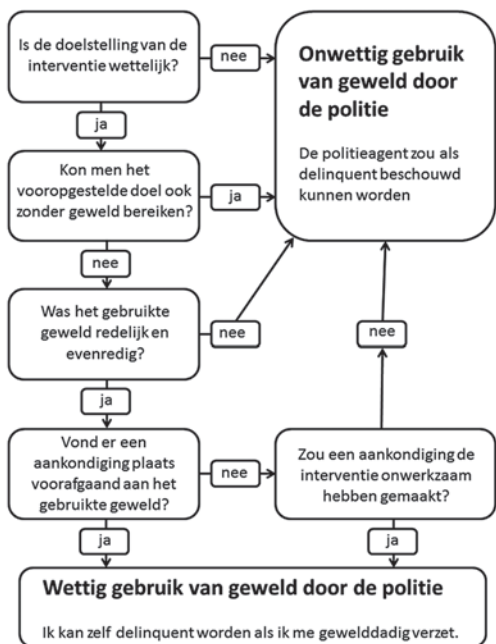 Is de doelstelling van de
interventie wettelijk?
nee
Onwettig gebruik
van geweld door
de politie
De politieagent zou als
delinquent beschouwd
kunnen worden
ja
Kon men het
vooropgestelde doel ook
zonder geweld bereiken?
ja
nee
Was het gebruikte
geweld redelijk en
evenredig?
nee
nee
ja
Vond er een
aankondiging plaats
voorafgaand aan het
gebruikte geweld?
nee
Zou een aankondiging de
interventie onwerkzaam
hebben gemaakt?
ja
ja
Wettig gebruik van geweld door de politie
Ik kan zelf delinquent worden als ik me gewelddadig verzet.